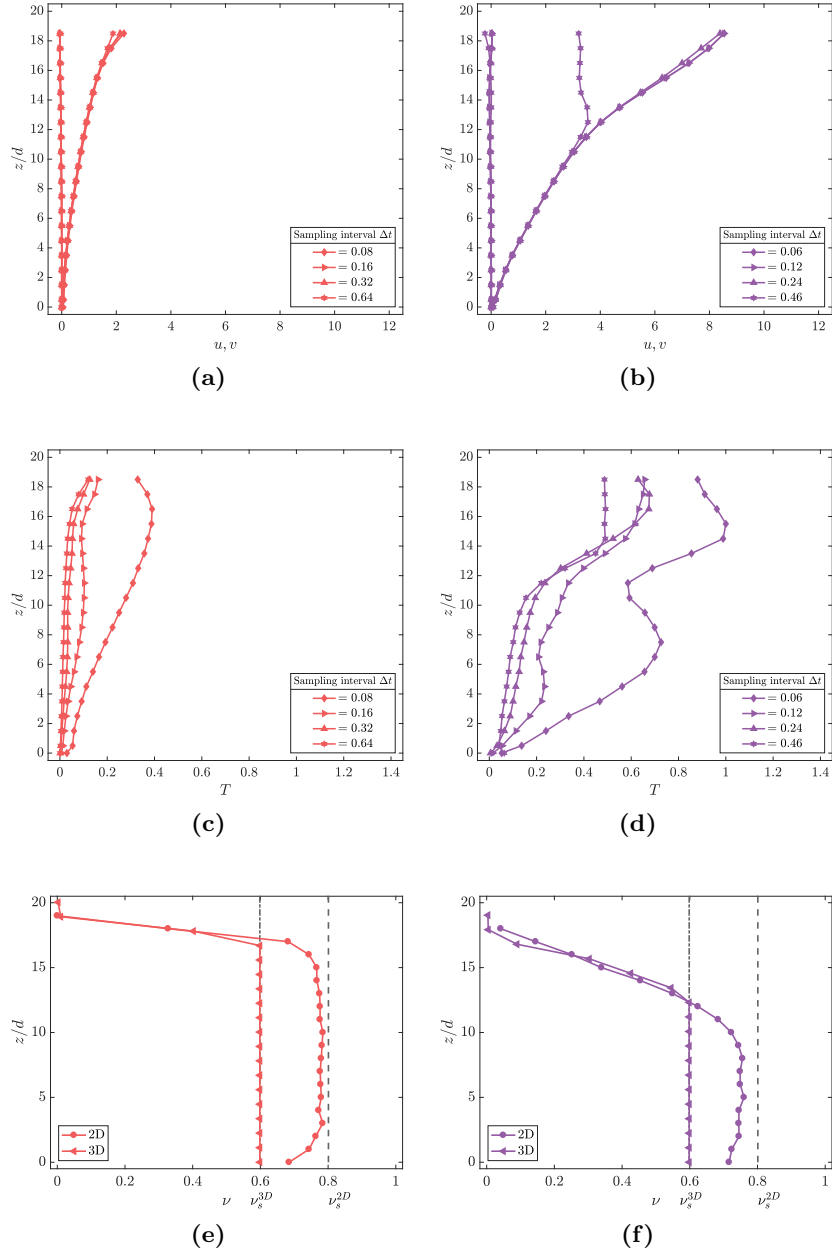 20
18
16
14
12
10
8
6
4
2
0
z/d
0 2 4 6 8 10 12
u, v
Sampling interval Δt
= 0.08
= 0.16
= 0.32
= 0.64
(a)
20
18
16
14
12
10
8
6
4
2
0
z/d
0 2 4 6 8 10 12
u, v
Sampling interval Δt
= 0.06
= 0.12
= 0.24
= 0.46
(b)
20
18
16
14
12
10
8
6
4
2
0
z/d
0 0.2 0.4 0.6 0.8 1 1.2 1.4
T
Sampling interval Δt
= 0.08
= 0.16
= 0.32
= 0.64
(c)
20
18
16
14
12
10
8
6
4
2
0
z/d
0 0.2 0.4 0.6 0.8 1 1.2 1.4
T
Sampling interval Δt
= 0.06
= 0.12
= 0.24
= 0.46
(d)
20
15
10
5
0
z/d
2D
3D
0 0.2 0.4 0.6 0.8 1
ν ν_s^{3D} ν_s^{2D}
(e)
20
15
10
5
0
z/d
2D
3D
0 0.2 0.4 0.6 0.8 1
ν ν_s^{3D} ν_s^{2D}
(f)